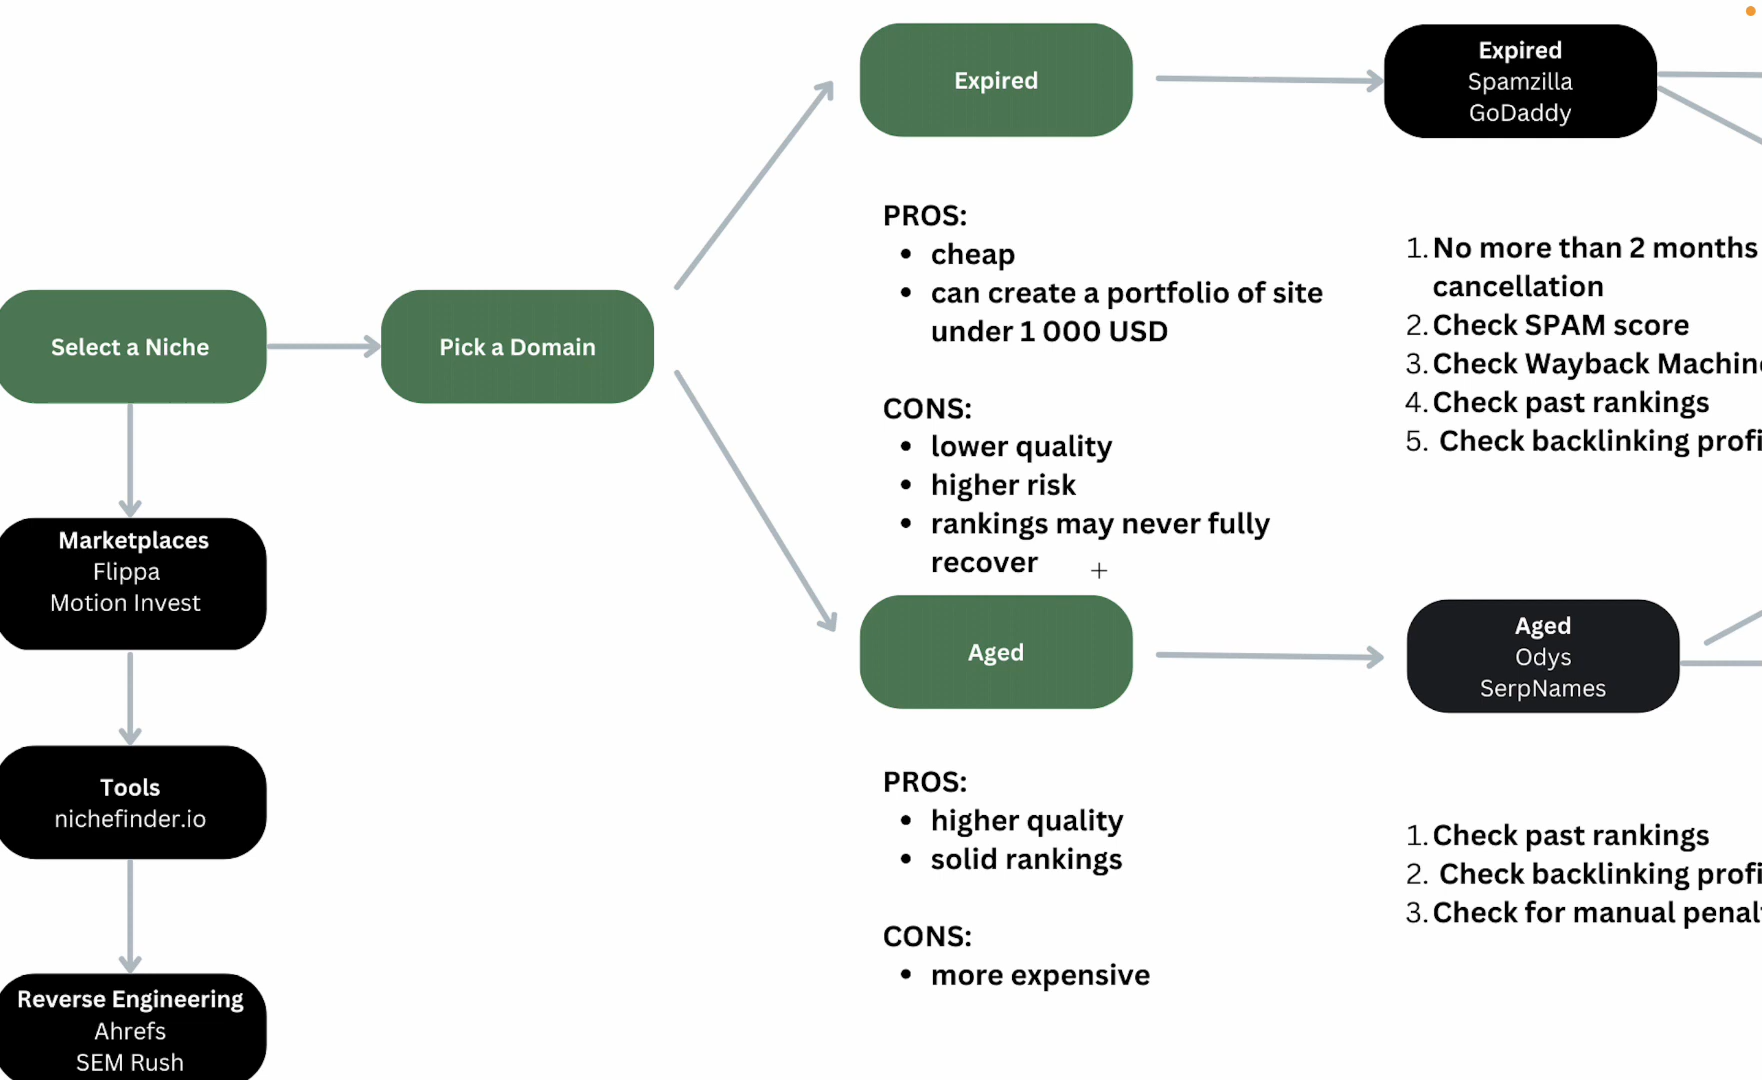 Select a Niche
Pick a Domain
Marketplaces
Flippa
Motion Invest
Tools
nichefinder.io
Reverse Engineering
Ahrefs
SEM Rush
Expired
PROS:
• cheap
• can create a portfolio of site
under 1 000 USD
CONS:
• lower quality
• higher risk
• rankings may never fully
recover
Expired
Spamzilla
GoDaddy
1. No more than 2 months
cancellation
2. Check SPAM score
3. Check Wayback Machine
4. Check past rankings
5. Check backlinking profi
Aged
PROS:
• higher quality
• solid rankings
CONS:
• more expensive
Aged
Odys
SerpNames
1. Check past rankings
2. Check backlinking profi
3. Check for manual penal